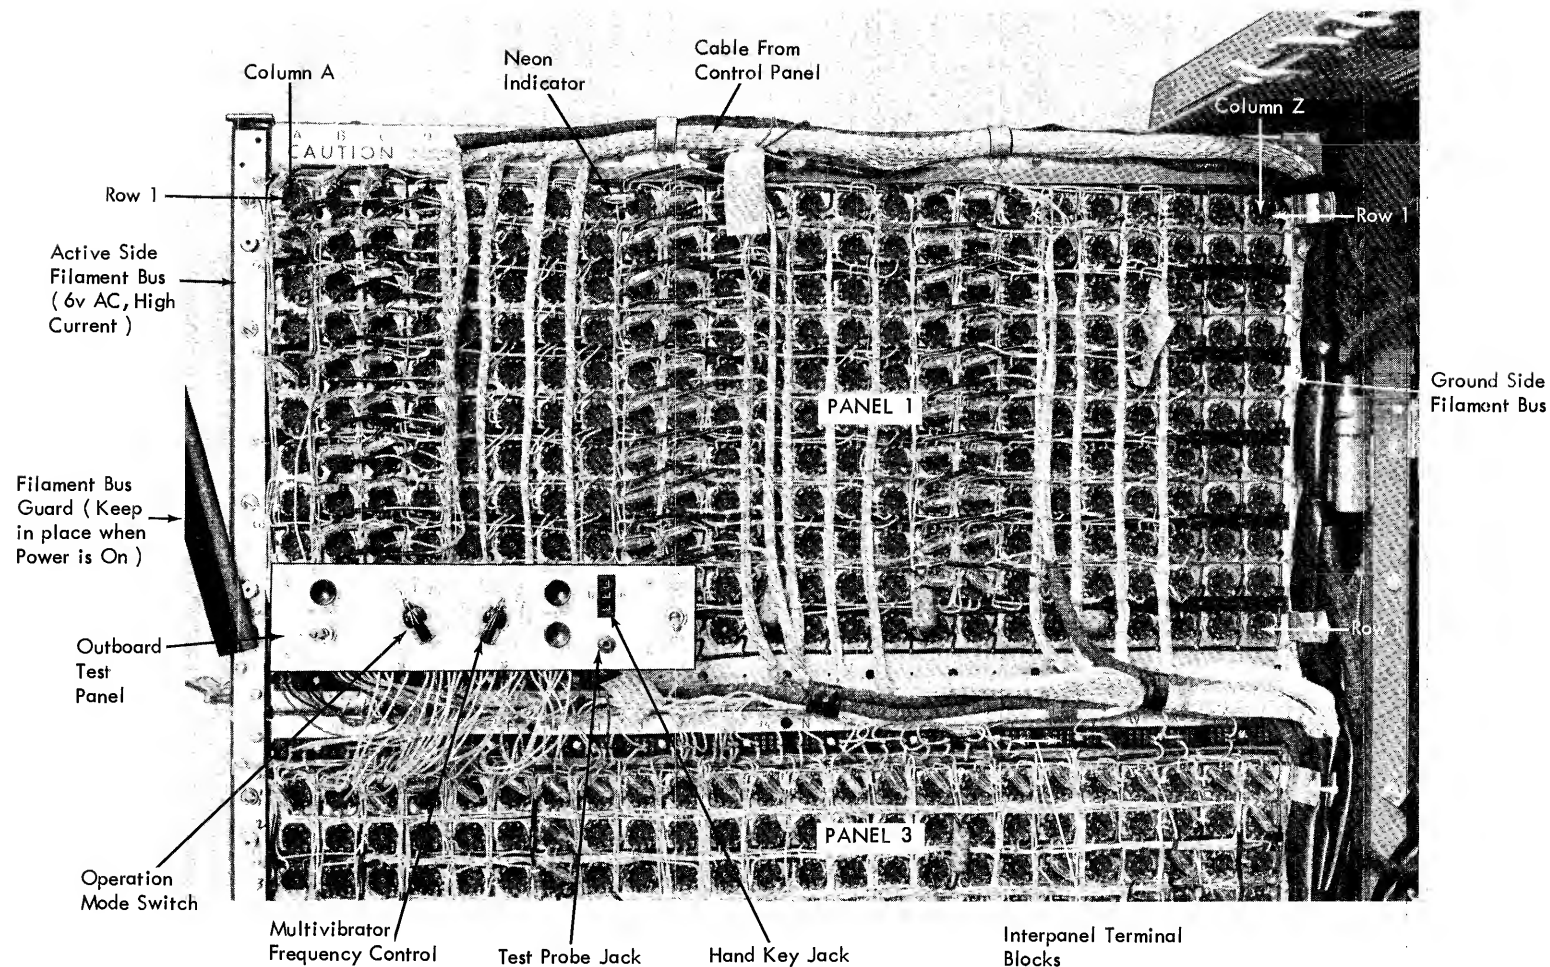 Column A
Neon
Indicator
Cable From
Control Panel
Column Z
A B C
CAUTION
Row 1
Row 1
Active Side
Filament Bus
( 6v AC, High
Current )
PANEL 1
Ground Side
Filament Bus
Filament Bus
Guard ( Keep
in place when
Power is On )
Outboard
Test
Panel
Row
PANEL 3
Operation
Mode Switch
Multivibrator
Frequency Control
Test Probe Jack
Hand Key Jack
Interpanel Terminal
Blocks